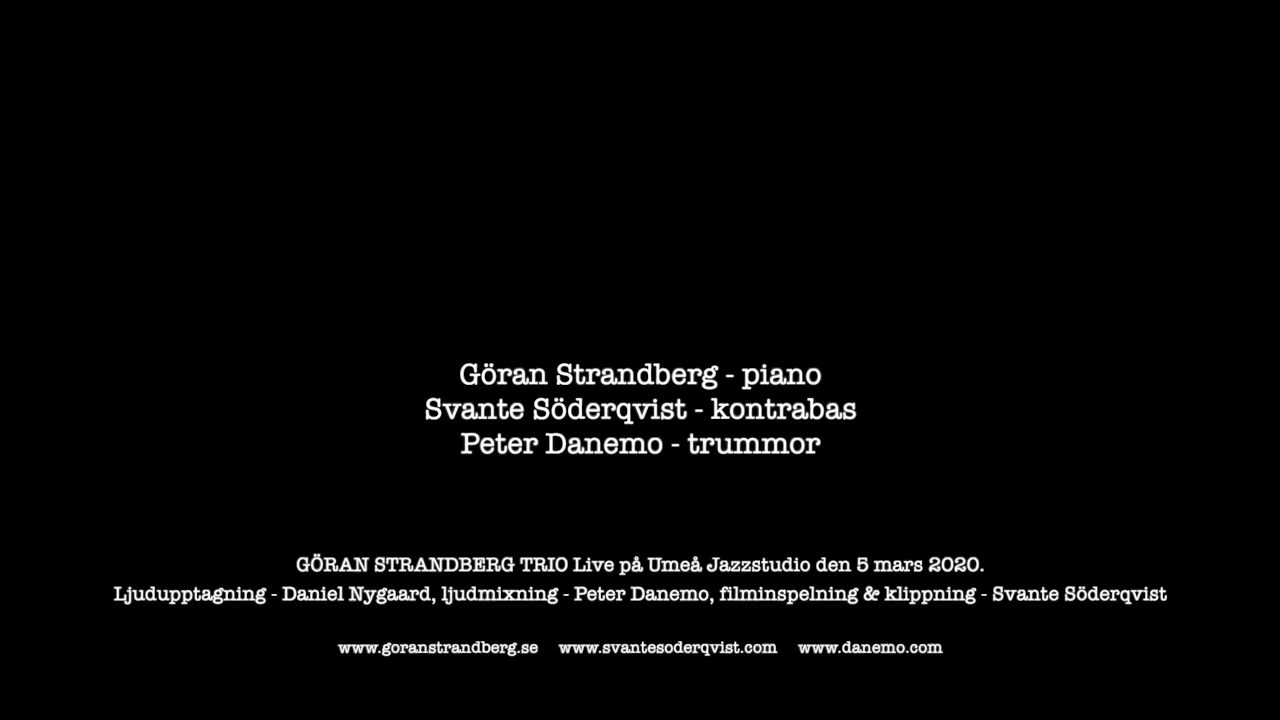 Göran Strandberg - piano
Svante Söderqvist - kontrabas
Peter Danemo - trummor
GÖRAN STRANDBERG TRIO Live på Umeå Jazzstudio den 5 mars 2020.
Ljudupptagning - Daniel Nygaard, ljudmixning - Peter Danemo, filminspelning & klippning - Svante Söderqvist
www.goranstrandberg.se www.svantesoderqvist.com www.danemo.com